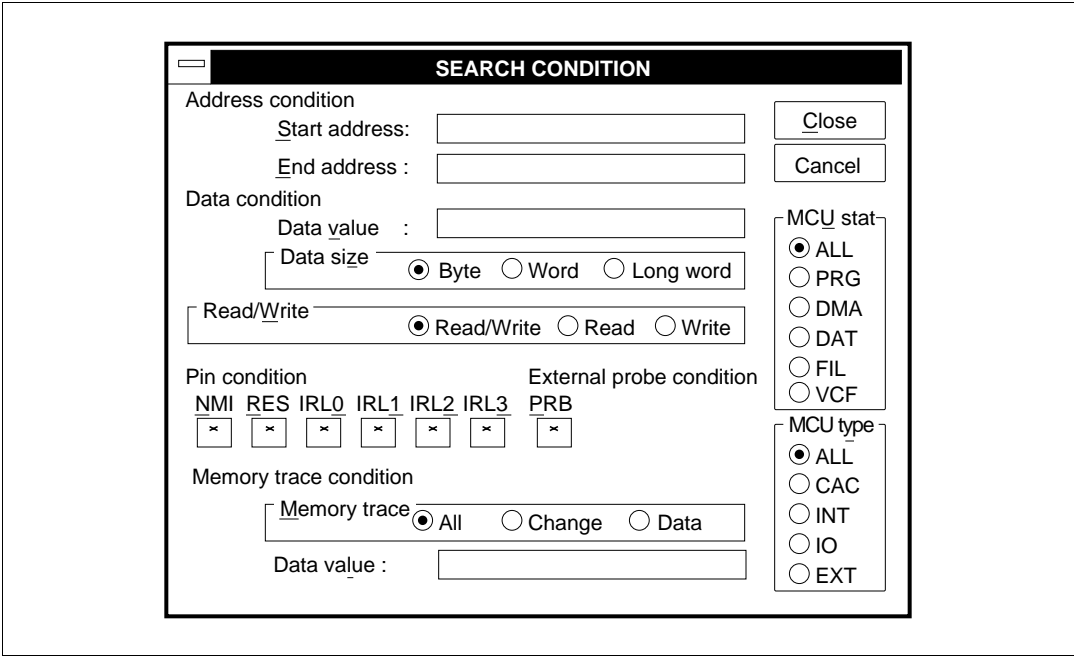 SEARCH CONDITION
Address condition
Start address:
End address :
Close
Cancel
Data condition
Data value :
Data size
Byte Word Long word
Read/Write
Read/Write Read Write
MCU stat
ALL
PRG
DMA
DAT
FIL
VCF
Pin condition
NMI RES IRL0 IRL1 IRL2 IRL3
* * * * * *
External probe condition
PRB
*
Memory trace condition
Memory trace
All Change Data
Data value :
MCU type
ALL
CAC
INT
IO
EXT